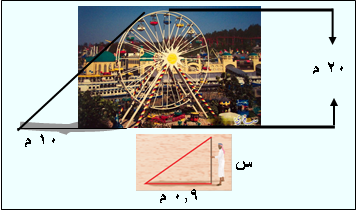 ٢٠ م
١٠ م
س
٠,٩ م